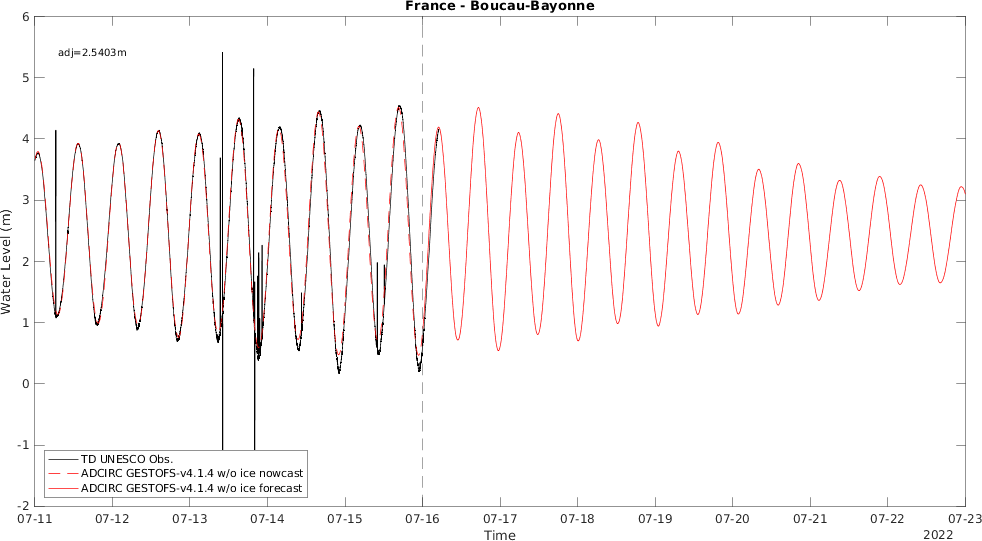 France - Boucau-Bayonne
adj=2.5403m
6
5
4
3
2
1
0
-1
-2
Water Level (m)
TD UNESCO Obs.
ADCIRC GESTOFS-v4.1.4 w/o ice nowcast
ADCIRC GESTOFS-v4.1.4 w/o ice forecast
07-11 07-12 07-13 07-14 07-15 07-16 07-17 07-18 07-19 07-20 07-21 07-22 07-23
Time
2022